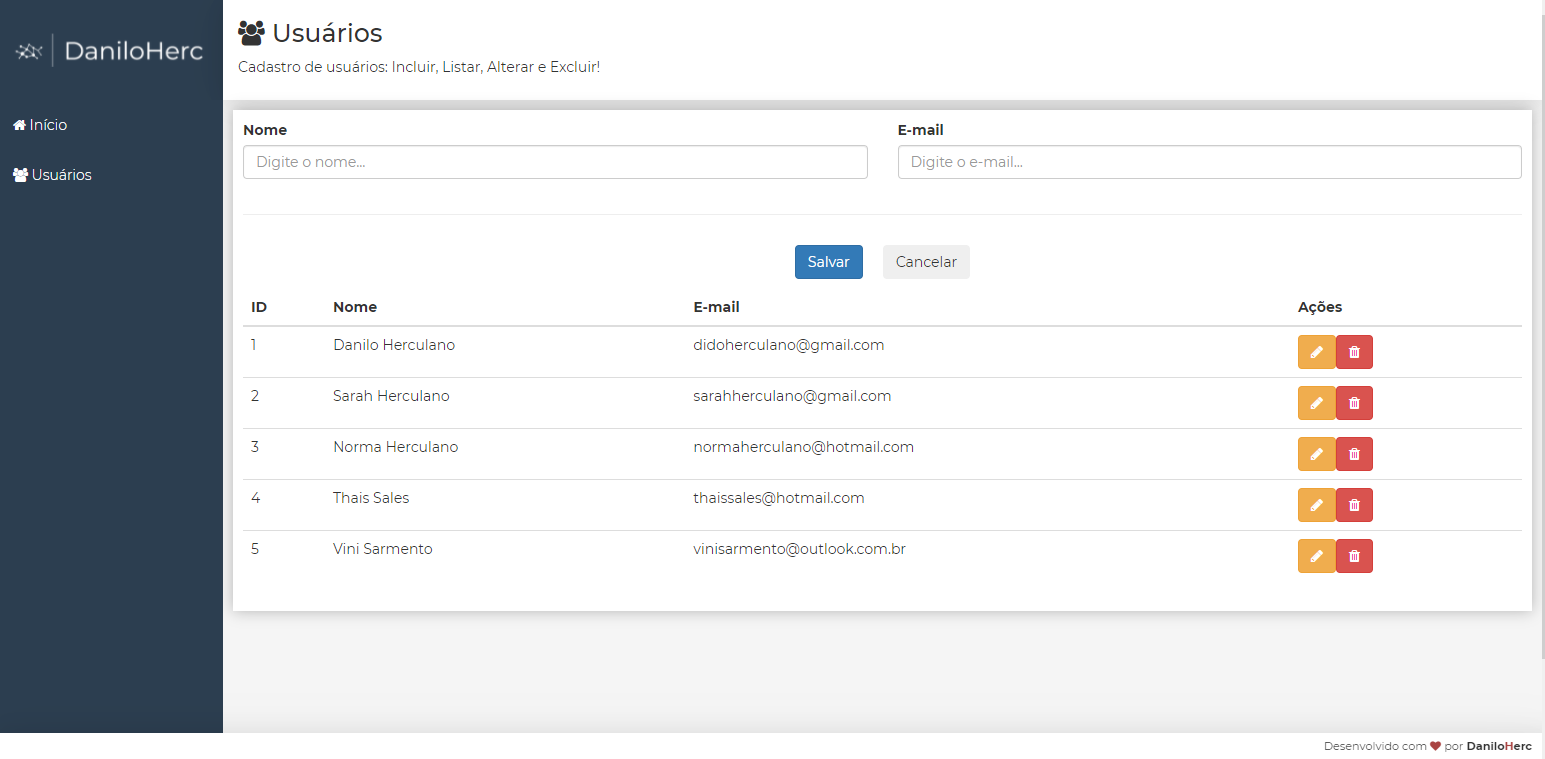 DaniloHerc
Início
Usuários
Usuários
Cadastro de usuários: Incluir, Listar, Alterar e Excluir!
Nome E-mail
Digite o nome... Digite o e-mail...
Salvar Cancelar
ID Nome E-mail Ações
1 Danilo Herculano didoherculano@gmail.com
2 Sarah Herculano sarahherculano@gmail.com
3 Norma Herculano normaherculano@hotmail.com
4 Thais Sales thaissales@hotmail.com
5 Vini Sarmento vinisarmento@outlook.com.br
Desenvolvido com ❤ por DaniloHerc